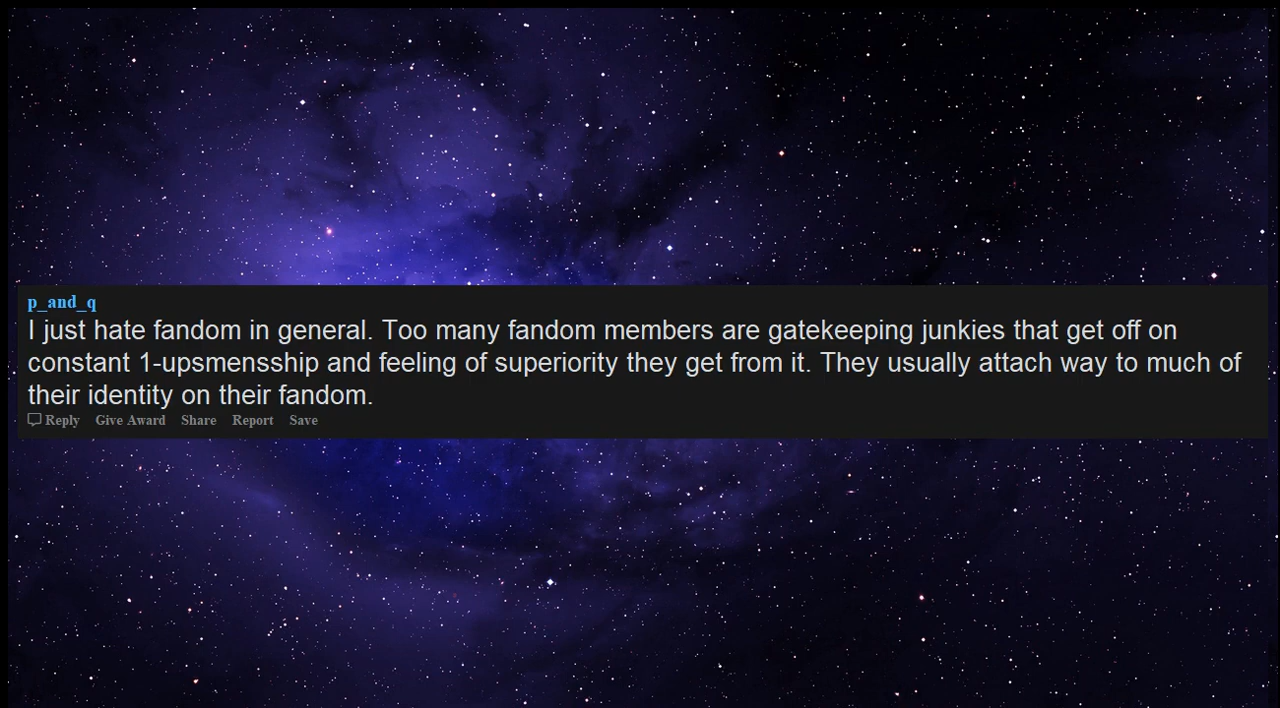 p_and_q
I just hate fandom in general. Too many fandom members are gatekeeping junkies that get off on
constant 1-upsmensship and feeling of superiority they get from it. They usually attach way to much of
their identity on their fandom.
Reply Give Award Share Report Save